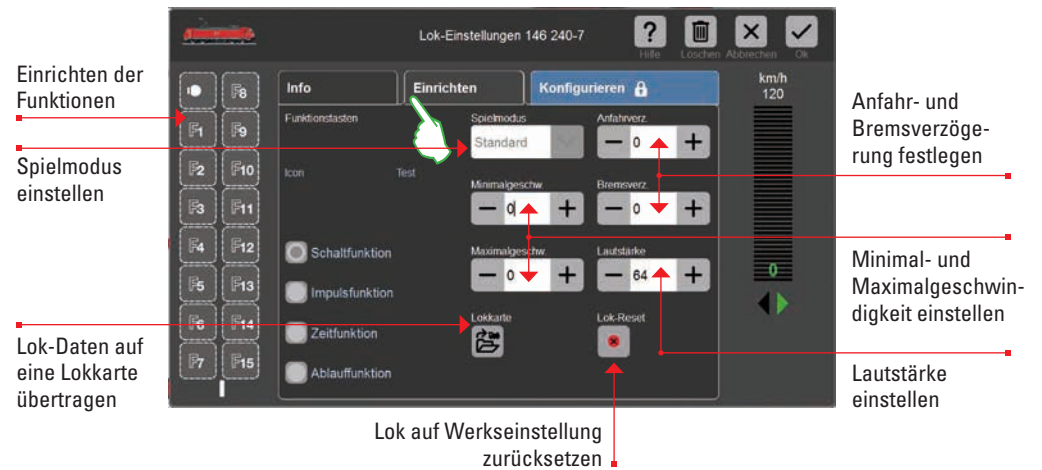 Lok-Einstellungen 146 240-7
?
Hilfe
Löschen
Abbrechen
Ok
Einrichten der
Funktionen
Spielmodus
einstellen
Lok-Daten auf
eine Lokkarte
übertragen
F8
F1 F9
F2 F10
F3 F11
F4 F12
F5 F13
F6 F14
F7 F15
Info
Einrichten
Konfigurieren
Funktionstasten
Icon Test
Schaltfunktion
Impulsfunktion
Zeitfunktion
Ablauffunktion
Spielmodus
Standard
Anfahrverz.
− 0 +
Minimalgeschw
− 0 +
Bremsverz.
− 0 +
Maximalgeschw
− 0 +
Lautstärke
− 64 +
Lokkarte
Lok-Reset
km/h
120
0
Anfahr- und
Bremsverzöge-
rung festlegen
Minimal- und
Maximalgeschwin-
digkeit einstellen
Lautstärke
einstellen
Lok auf Werkseinstellung
zurücksetzen